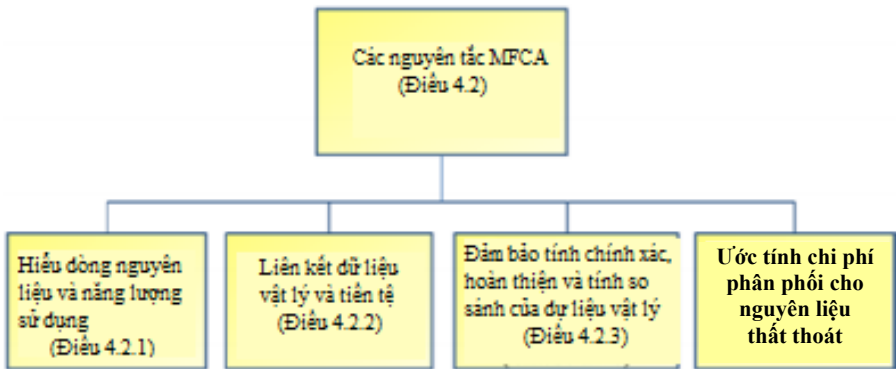 Các nguyên tắc MFCA
(Điều 4.2)
Hiểu dòng nguyên
liệu và năng lượng
sử dụng
(Điều 4.2.1)
Liên kết dữ liệu
vật lý và tiền tệ
(Điều 4.2.2)
Đảm bảo tính chính xác,
hoàn thiện và tính so
sánh của dự liệu vật lý
(Điều 4.2.3)
Ước tính chi phí
phân phối cho
nguyên liệu
thất thoát